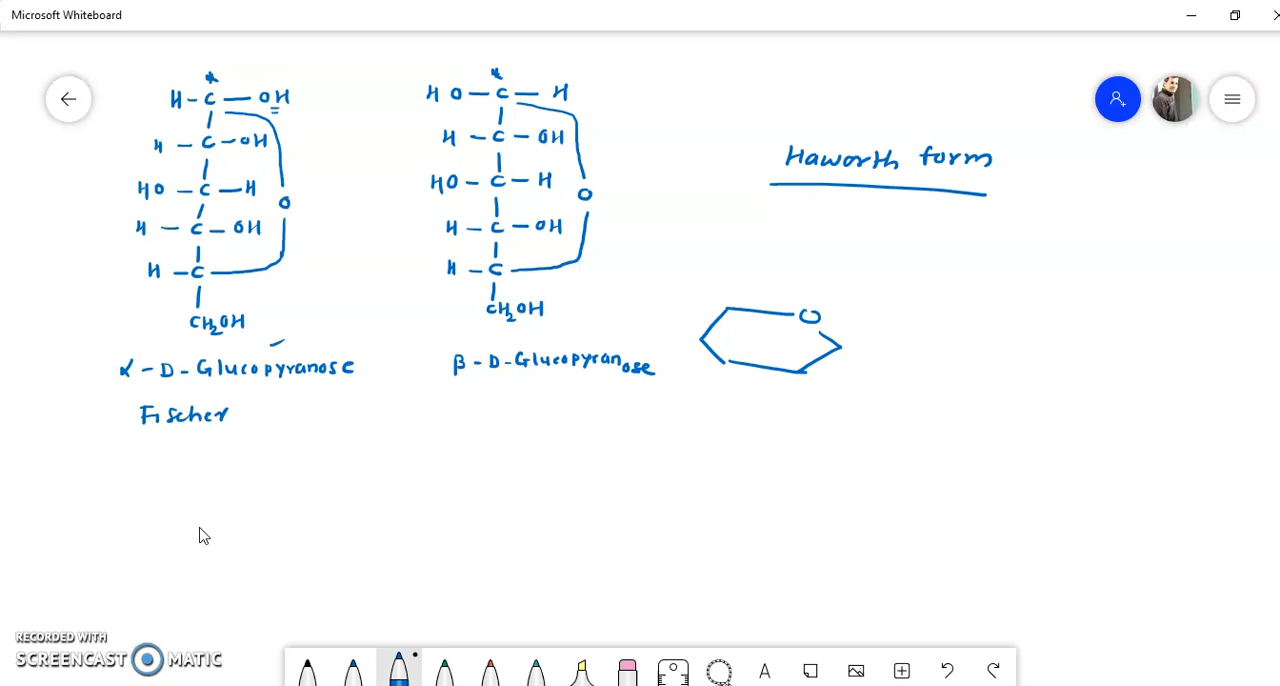 Microsoft Whiteboard
*
H - C - OH
H - C - OH
HO - C - H
O
H - C - OH
H - C
CH2OH
α - D - Glucopyranose
Fischer
*
HO - C - H
H - C - OH
HO - C - H
O
H - C - OH
H - C
CH2OH
β - D - Glucopyranose
Haworth form
O
RECORDED WITH
SCREENCAST MATIC
A